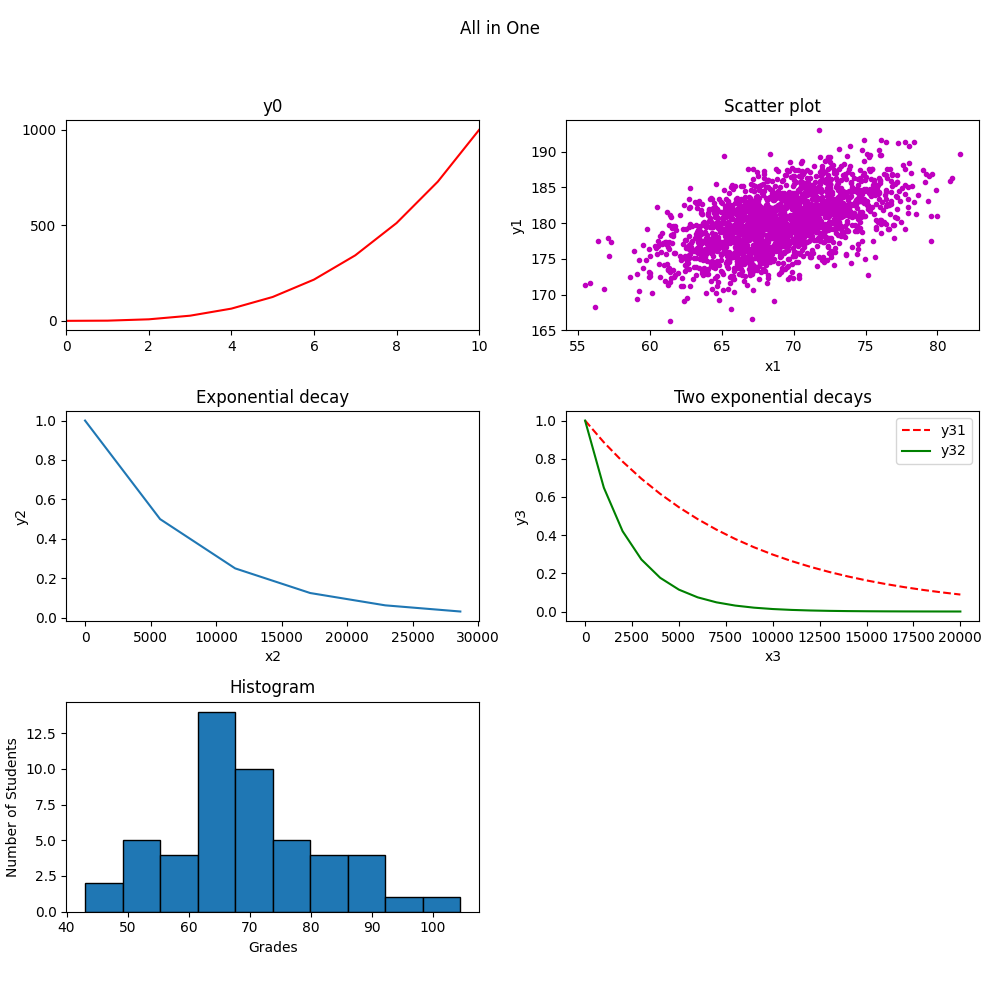 All in One
y0
1000
500
0
0 2 4 6 8 10
Scatter plot
y1
190
185
180
175
170
165
55 60 65 70 75 80
x1
Exponential decay
y2
1.0
0.8
0.6
0.4
0.2
0.0
0 5000 10000 15000 20000 25000 30000
x2
Two exponential decays
y31
y32
y3
1.0
0.8
0.6
0.4
0.2
0.0
0 2500 5000 7500 10000 12500 15000 17500 20000
x3
Histogram
Number of Students
12.5
10.0
7.5
5.0
2.5
0.0
40 50 60 70 80 90 100
Grades